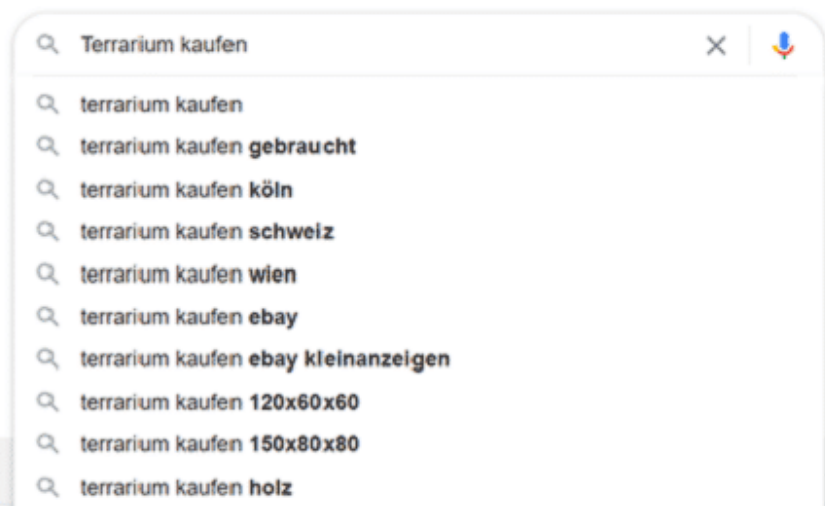 Terrarium kaufen
terrarium kaufen
terrarium kaufen gebraucht
terrarium kaufen köln
terrarium kaufen schweiz
terrarium kaufen wien
terrarium kaufen ebay
terrarium kaufen ebay kleinanzeigen
terrarium kaufen 120x60x60
terrarium kaufen 150x80x80
terrarium kaufen holz